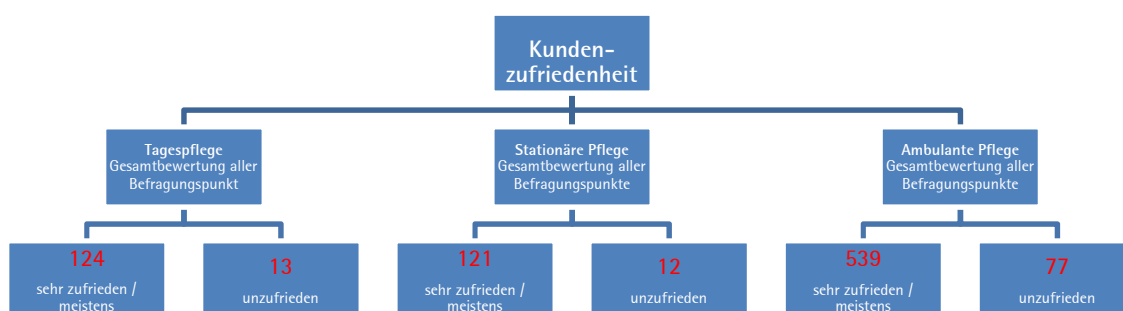 Kunden-
zufriedenheit
Tagespflege
Gesamtbewertung aller
Befragungspunkt
Stationäre Pflege
Gesamtbewertung aller
Befragungspunkte
Ambulante Pflege
Gesamtbewertung aller
Befragungspunkte
124
sehr zufrieden /
meistens
13
unzufrieden
121
sehr zufrieden /
meistens
12
unzufrieden
539
sehr zufrieden /
meistens
77
unzufrieden